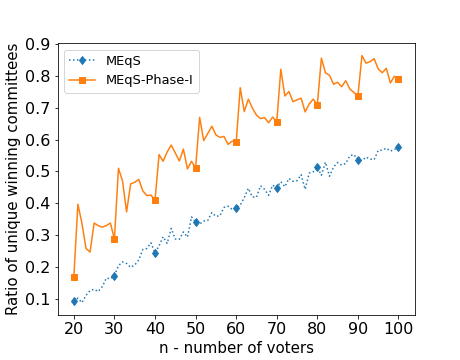 Ratio of unique winning committees
0.9
0.8
0.7
0.6
0.5
0.4
0.3
0.2
0.1
MEqS
MEqS-Phase-I
20 30 40 50 60 70 80 90 100
n - number of voters